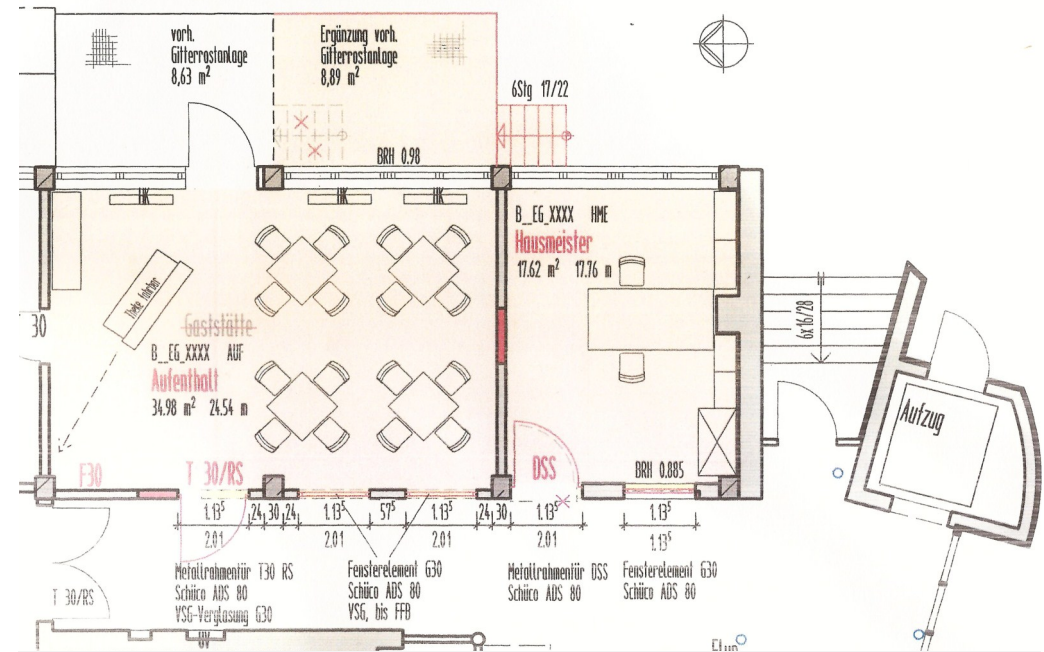 vorh.
Gitterrostanlage
8,63 m²
Ergänzung vorh.
Gitterrostanlage
8,89 m²
6Stg 17/22
BRH 0.98
HK
HK
HK
B__EG_XXXX HME
Hausmeister
17.62 m² 17.76 m
Theke fahrbar
30
Gaststätte
B__EG_XXXX AUF
Aufenthalt
34.98 m² 24.54 m
6x16/28
Aufzug
F30
T 30/RS
DSS
BRH 0.885
1.13⁵
24
30
24
1.13⁵
57⁵
1.13⁵
24
30
1.13⁵
1.13⁵
2.01
2.01
2.01
2.01
1.13⁵
Metallrahmentür T30 RS
Schüco ADS 80
VSG-Verglasung G30
Fensterelement G30
Schüco ADS 80
VSG, bis FFB
Metallrahmentür DSS
Schüco ADS 80
Fensterelement G30
Schüco ADS 80
T 30/RS